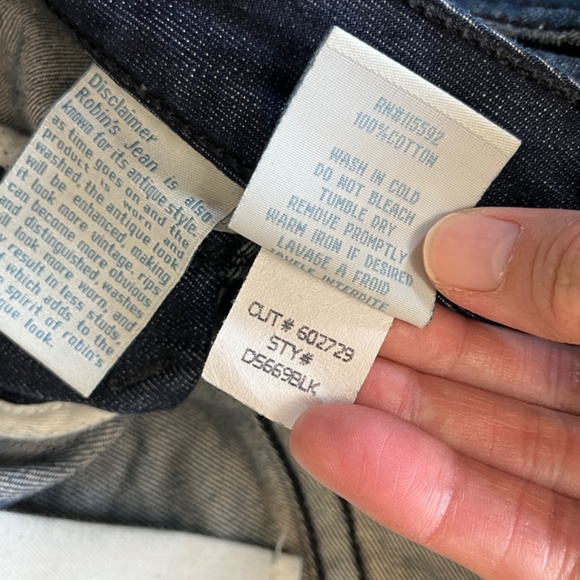 Disclaimer
Robin's Jean, is also
known for its antique style.
as time goes on and the
product is worn and
washed, the antique look
will be enhanced, making
it look more vintage. rips
can become more obvious
and distinguished, washes
look more worn, and
result in less studs,
which adds to the
spirit of robin's
look.
RN#115592
100%COTTON
WASH IN COLD
DO NOT BLEACH
TUMBLE DRY
REMOVE PROMPTLY
WARM IRON IF DESIRED
LAVAGE A FROID
INTERDITE
CUT# 602729
STY#
DS669BLK